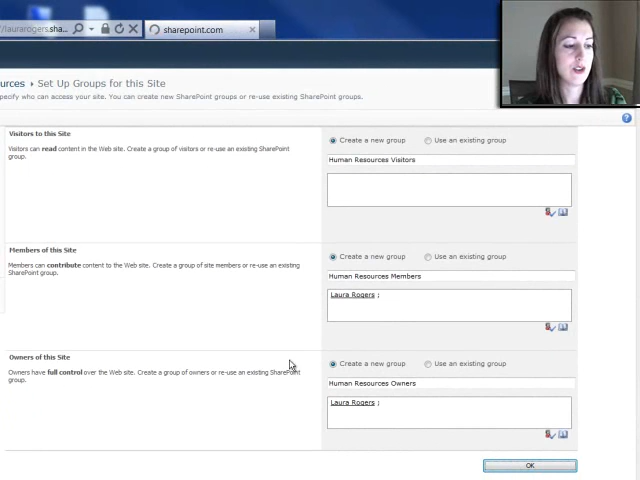 //laurarogers.sha...
sharepoint.com
urces › Set Up Groups for this Site
pecify who can access your site. You can create new SharePoint groups or re-use existing SharePoint groups.
Visitors to this Site
Visitors can read content in the Web site. Create a group of visitors or re-use an existing SharePoint
group.
Create a new group
Use an existing group
Human Resources Visitors
Members of this Site
Members can contribute content to the Web site. Create a group of site members or re-use an existing
SharePoint group.
Create a new group
Use an existing group
Human Resources Members
Laura Rogers ;
Owners of this Site
Owners have full control over the Web site. Create a group of owners or re-use an existing SharePoint
group.
Create a new group
Use an existing group
Human Resources Owners
Laura Rogers ;
OK